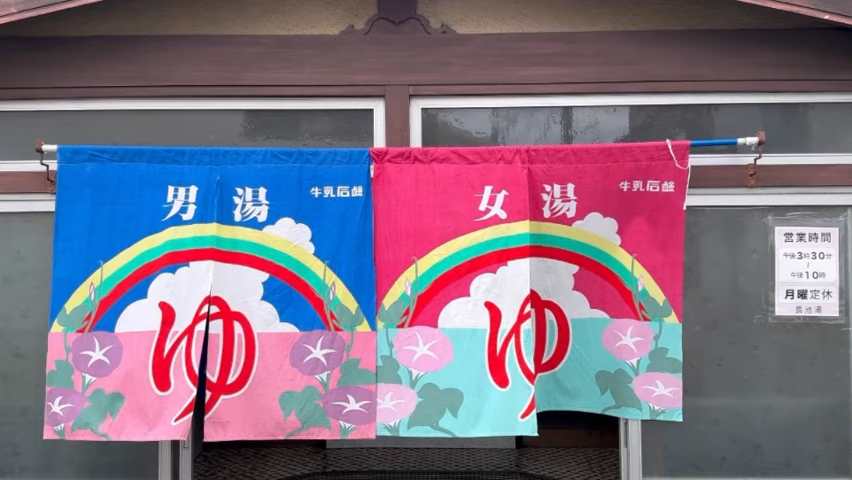 男湯
牛乳石鹼
ゆ
女湯
牛乳石鹼
ゆ
営業時間
午後3時30分
~
午後10時
月曜定休
長池湯